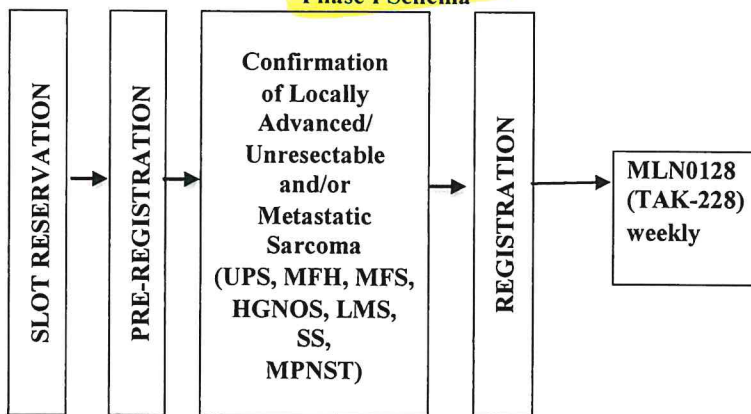 Phase I Schema
SLOT RESERVATION
PRE-REGISTRATION
Confirmation
of Locally
Advanced/
Unresectable
and/or
Metastatic
Sarcoma
(UPS, MFH, MFS,
HGNOS, LMS,
SS,
MPNST)
REGISTRATION
MLN0128
(TAK-228)
weekly